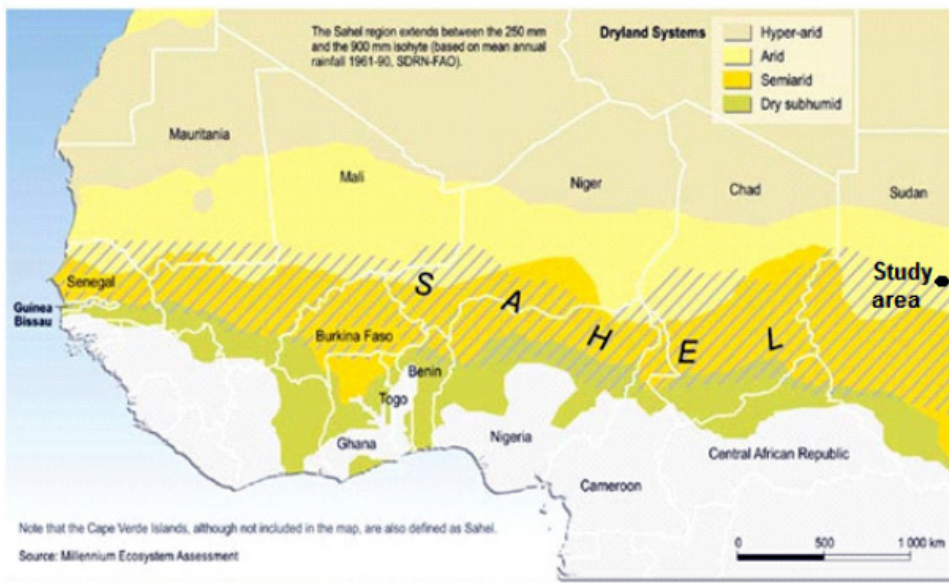 The Sahel region extends between the 250 mm
and the 900 mm isohyte (based on mean annual
rainfall 1961-90, SDRN-FAO).
Dryland Systems
Hyper-arid
Arid
Semiarid
Dry subhumid
Mauritania
Mali
Niger
Chad
Sudan
Senegal
Guinea
Bissau
Burkina Faso
Benin
Togo
Ghana
Nigeria
Cameroon
Central African Republic
S A H E L
Study
area
Note that the Cape Verde Islands, although not included in the map, are also defined as Sahel.
Source: Millennium Ecosystem Assessment
0 500 1 000 km